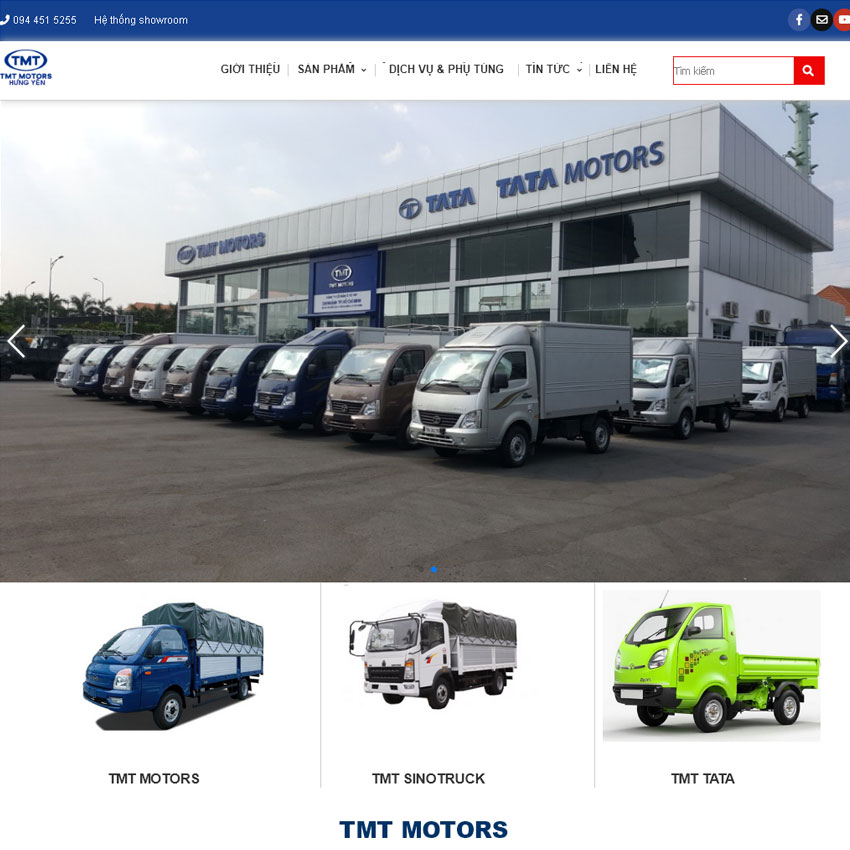 094 451 5255 Hệ thống showroom
TMT
TMT MOTORS
HƯNG YÊN
GIỚI THIỆU SẢN PHẨM DỊCH VỤ & PHỤ TÙNG TIN TỨC LIÊN HỆ
Tìm kiếm
TATA TATA MOTORS
TMT MOTORS
TMT
TMT MOTORS
TMT MOTORS
TMT SINOTRUCK
TMT TATA
TMT MOTORS